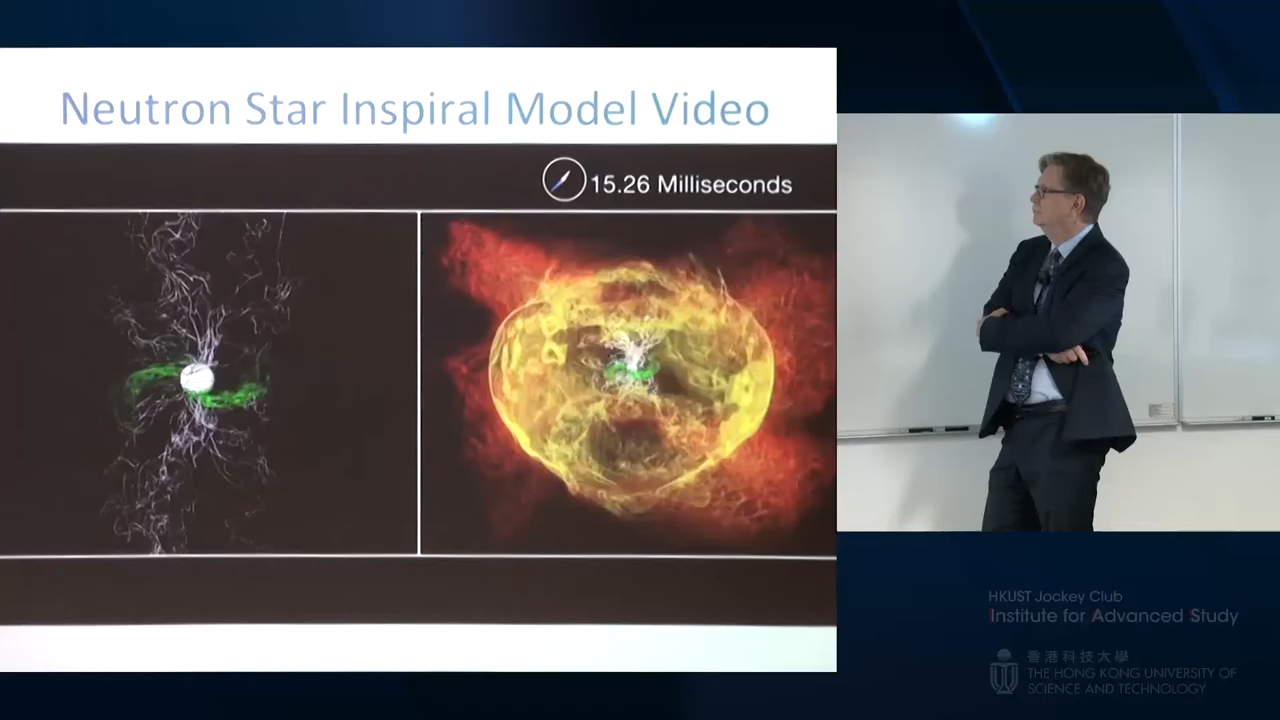 Neutron Star Inspiral Model Video
15.26 Milliseconds
HKUST Jockey Club
Institute for Advanced Study
香港科技大學
THE HONG KONG UNIVERSITY OF
SCIENCE AND TECHNOLOGY